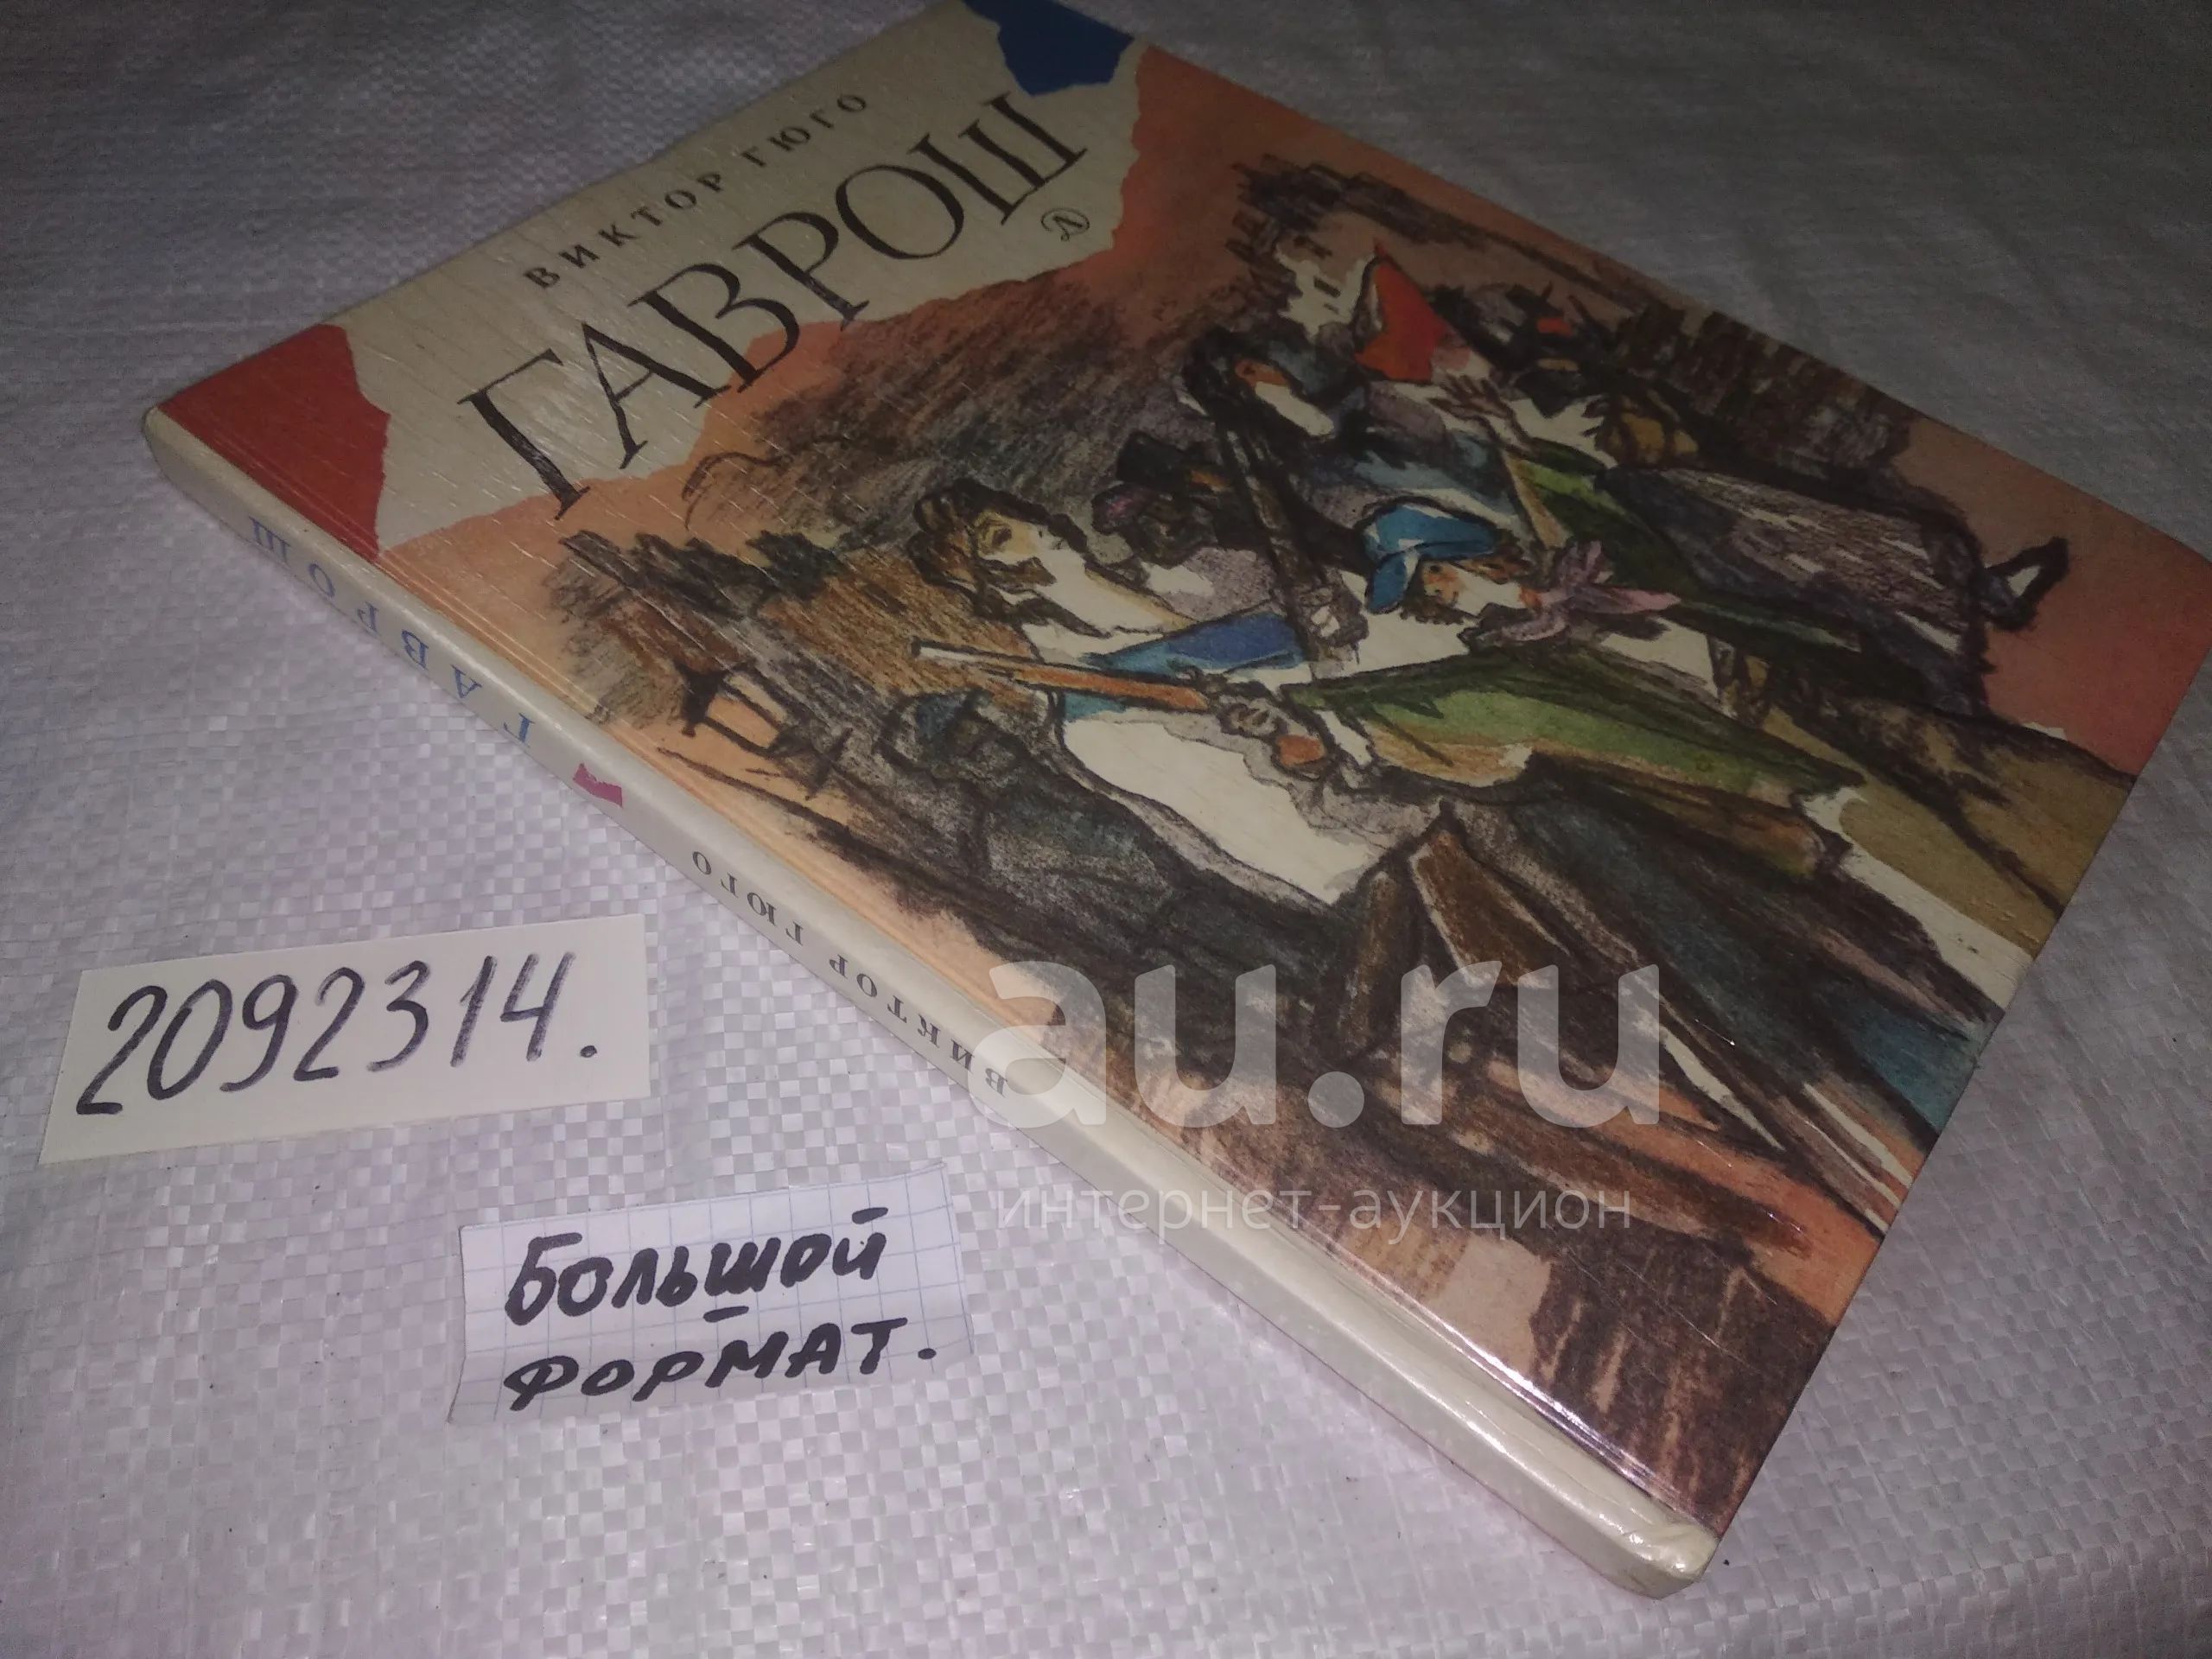 ВИКТОР ГЮГО
ГАВРОШ
ВИКТОР ГЮГО ГАВРОШ
2092314.
Большой
формат.
au.ru
интернет-аукцион